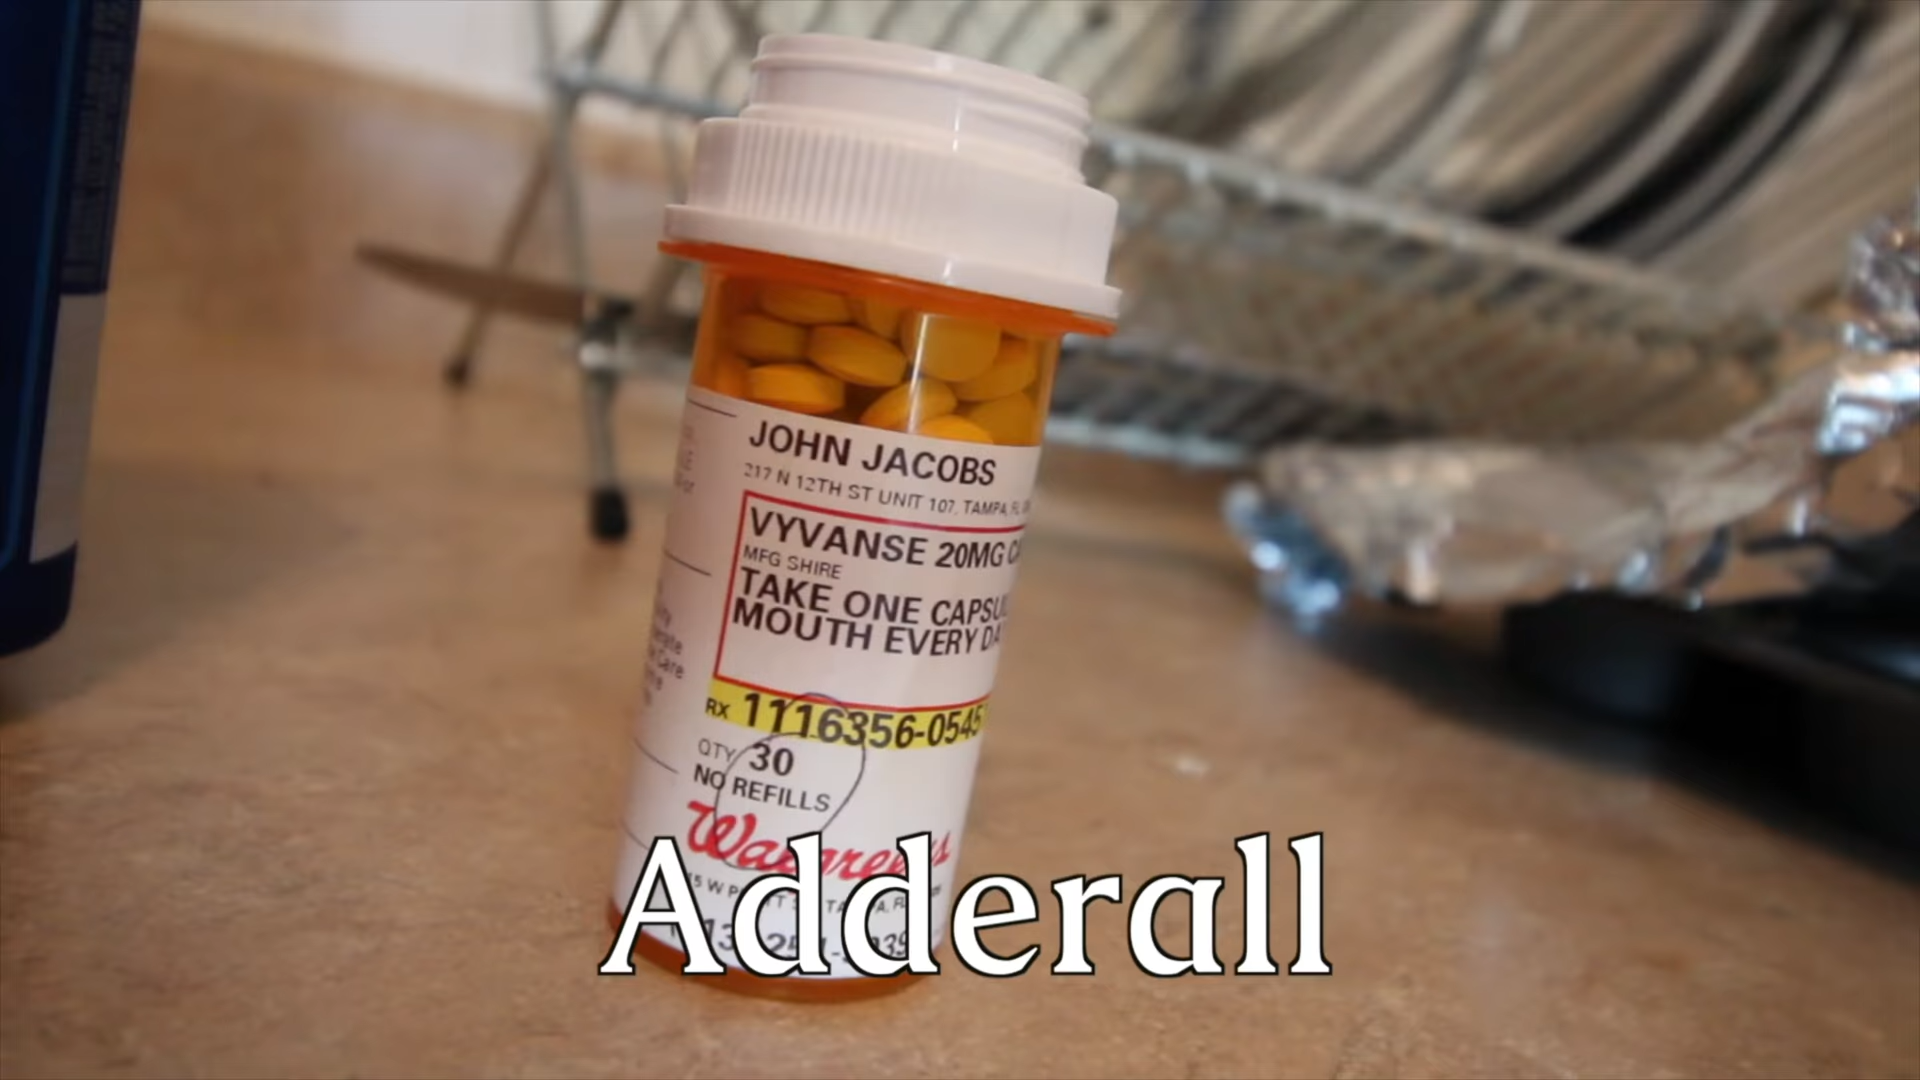 JOHN JACOBS
217 N 12TH ST UNIT 107, TAMPA, FL
VYVANSE 20MG
MFG SHIRE
TAKE ONE
MOUTH EVERY
RX 1116356-0545
QTY 30
NO REFILLS
Walgreens
Adderall